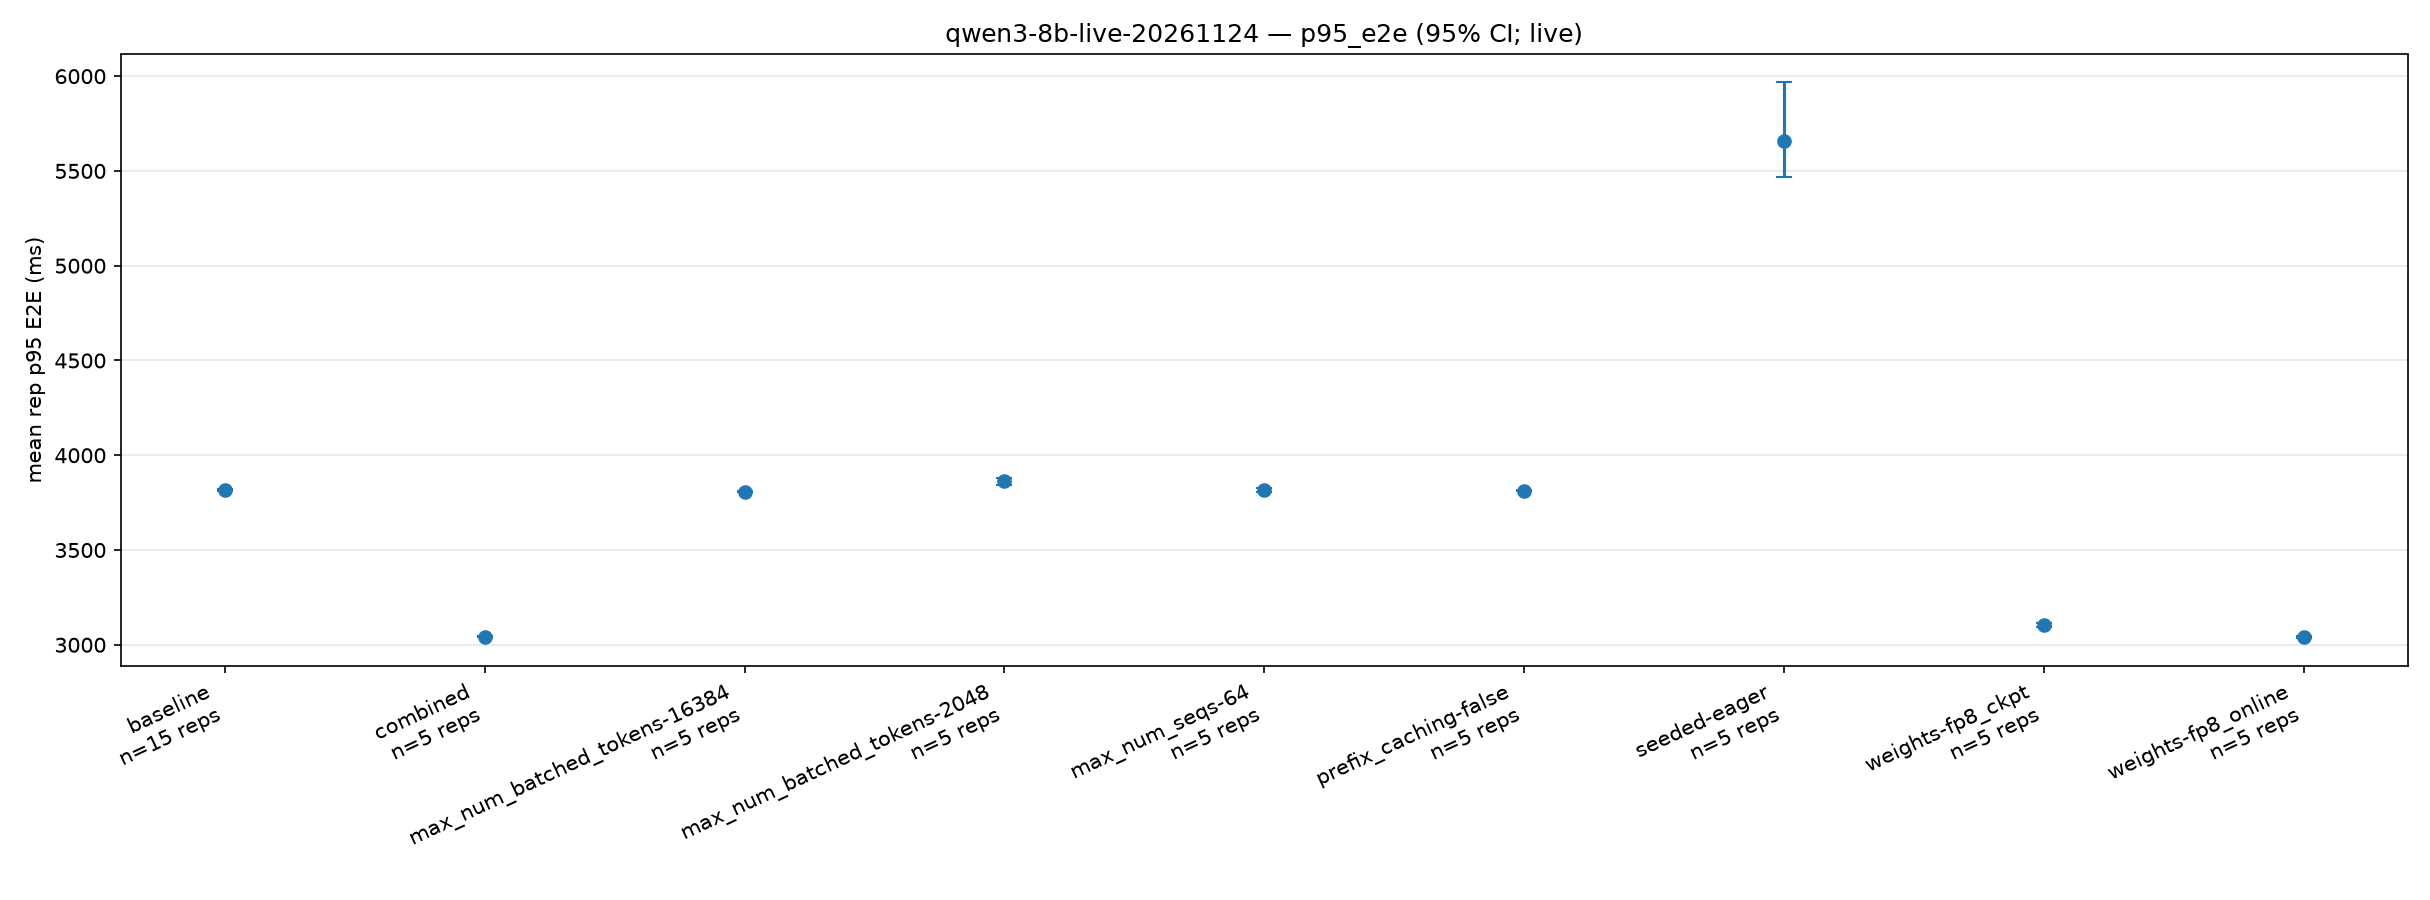 qwen3-8b-live-20261124 — p95_e2e (95% CI; live)
mean rep p95 E2E (ms)
6000
5500
5000
4500
4000
3500
3000
baseline
n=15 reps
combined
n=5 reps
max_num_batched_tokens-16384
n=5 reps
max_num_batched_tokens-2048
n=5 reps
max_num_seqs-64
n=5 reps
prefix_caching-false
n=5 reps
seeded-eager
n=5 reps
weights-fp8_ckpt
n=5 reps
weights-fp8_online
n=5 reps